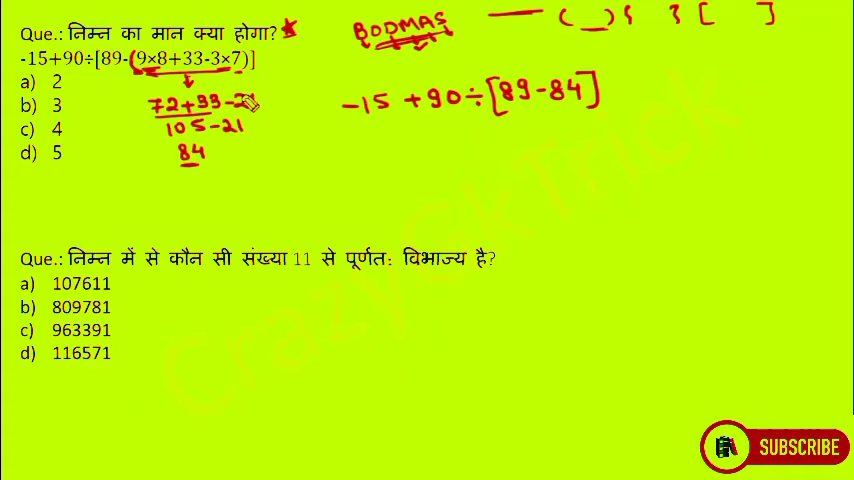 Que.: निम्न का मान क्या होगा?
BODMAS
— (_) { } [ ]
-15+90÷[89-(9×8+33-3×7)]
a) 2
b) 3
c) 4
d) 5
72+33-21
105-21
84
-15 +90÷[89-84]
Que.: निम्न में से कौन सी संख्या 11 से पूर्णत: विभाज्य है?
a) 107611
b) 809781
c) 963391
d) 116571
CrazyGkTrick
SUBSCRIBE